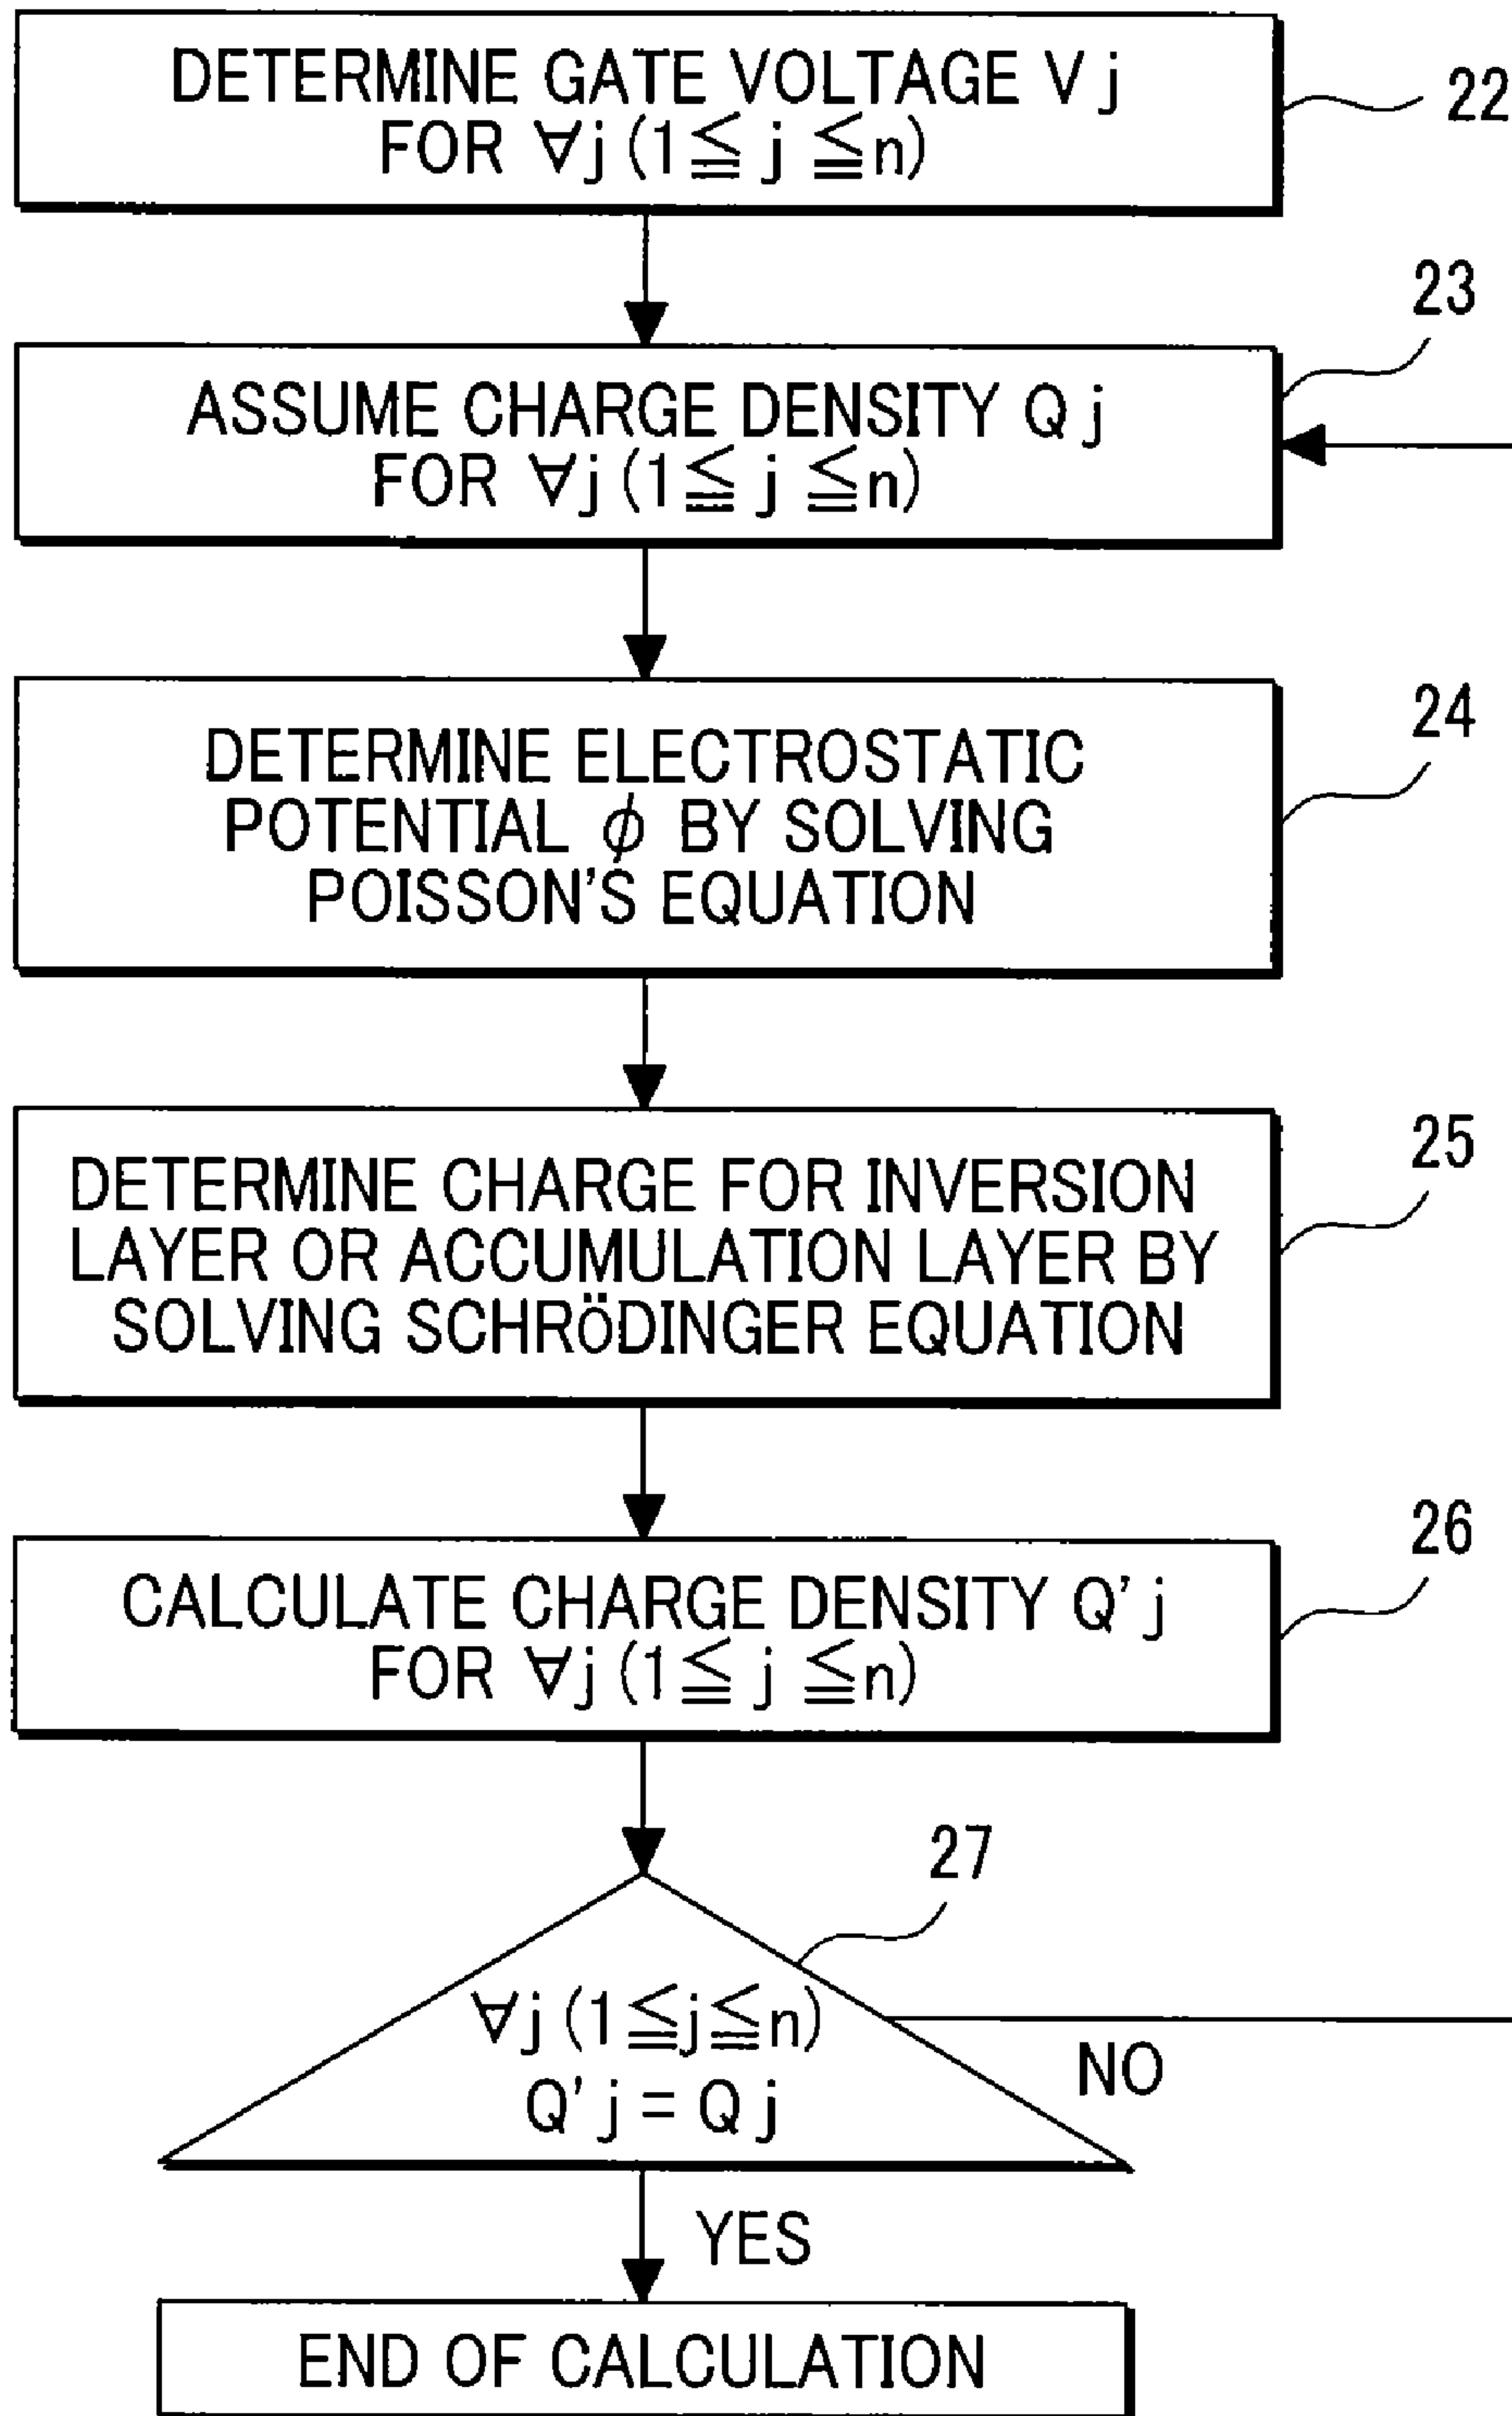 DETERMINE GATE VOLTAGE V j
FOR ∀j (1≦ j ≦n)
22
23
ASSUME CHARGE DENSITY Q j
FOR ∀j (1≦ j ≦n)
24
DETERMINE ELECTROSTATIC
POTENTIAL ϕ BY SOLVING
POISSON'S EQUATION
25
DETERMINE CHARGE FOR INVERSION
LAYER OR ACCUMULATION LAYER BY
SOLVING SCHRÖDINGER EQUATION
26
CALCULATE CHARGE DENSITY Q' j
FOR ∀j (1≦ j ≦n)
27
∀j (1≦j≦n)
Q' j = Q j
NO
YES
END OF CALCULATION